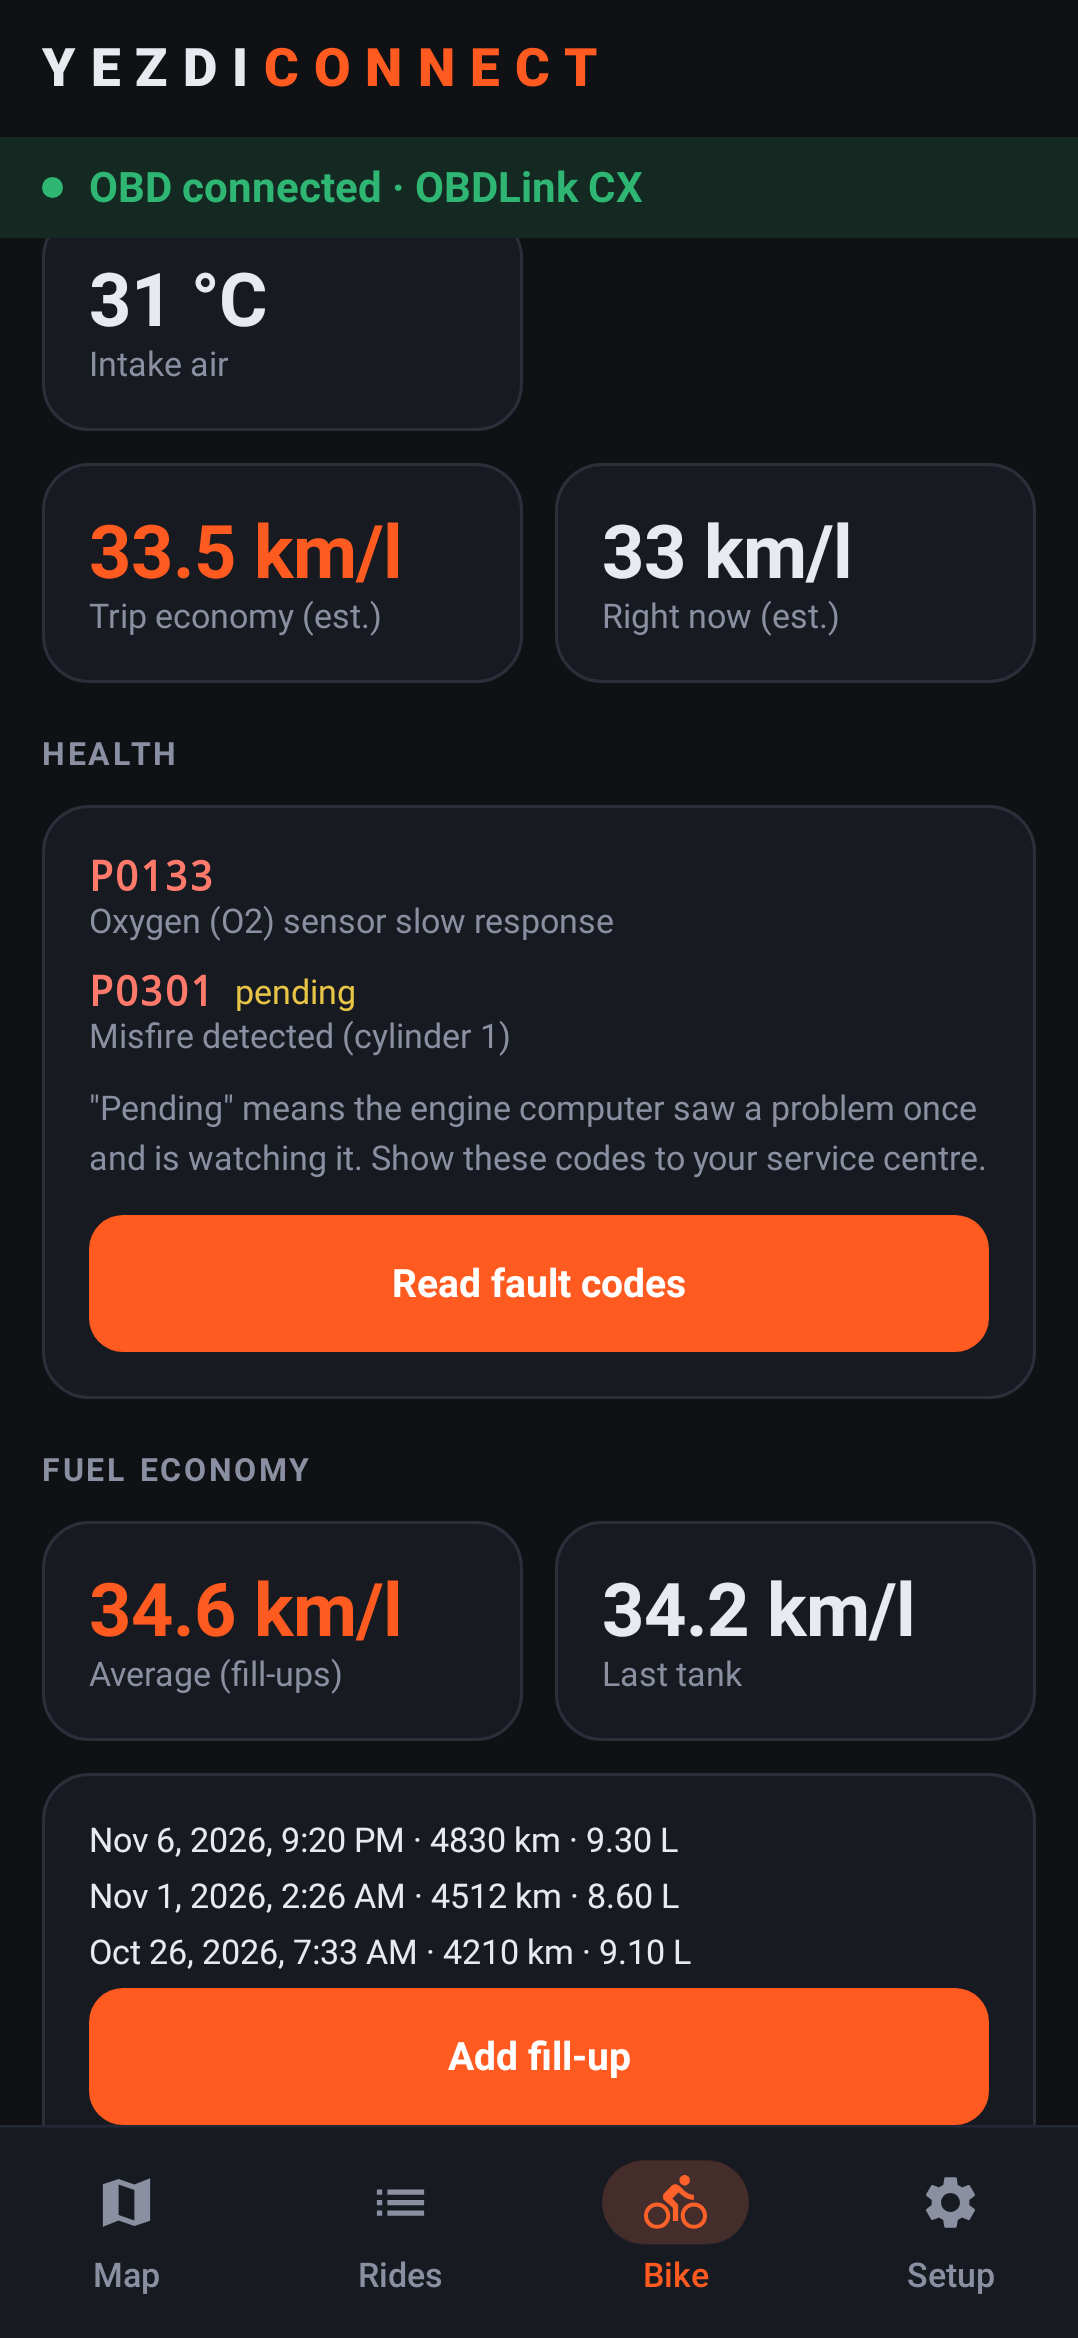 YEZDICONNECT
OBD connected · OBDLink CX
31 °C
Intake air
33.5 km/l
Trip economy (est.)
33 km/l
Right now (est.)
HEALTH
P0133
Oxygen (O2) sensor slow response
P0301 pending
Misfire detected (cylinder 1)
"Pending" means the engine computer saw a problem once
and is watching it. Show these codes to your service centre.
Read fault codes
FUEL ECONOMY
34.6 km/l
Average (fill-ups)
34.2 km/l
Last tank
Nov 6, 2026, 9:20 PM · 4830 km · 9.30 L
Nov 1, 2026, 2:26 AM · 4512 km · 8.60 L
Oct 26, 2026, 7:33 AM · 4210 km · 9.10 L
Add fill-up
Map
Rides
Bike
Setup